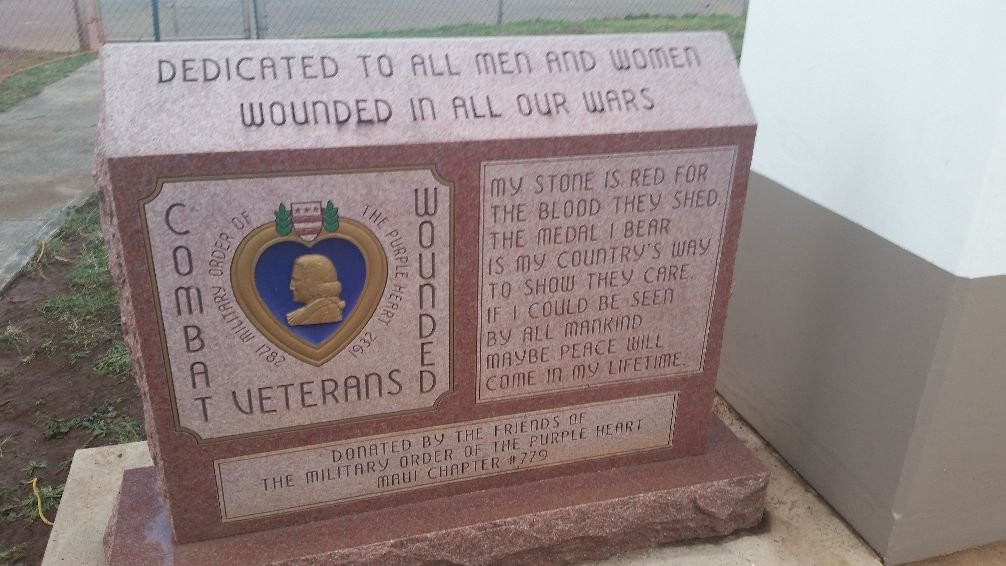 DEDICATED TO ALL MEN AND WOMEN
WOUNDED IN ALL OUR WARS
COMBAT
WOUNDED
VETERANS
MILITARY ORDER OF
THE PURPLE HEART
1782
1932
MY STONE IS RED FOR
THE BLOOD THEY SHED.
THE MEDAL I BEAR
IS MY COUNTRY'S WAY
TO SHOW THEY CARE.
IF I COULD BE SEEN
BY ALL MANKIND
MAYBE PEACE WILL
COME IN MY LIFETIME.
DONATED BY THE FRIENDS OF
THE MILITARY ORDER OF THE PURPLE HEART
MAUI CHAPTER #779